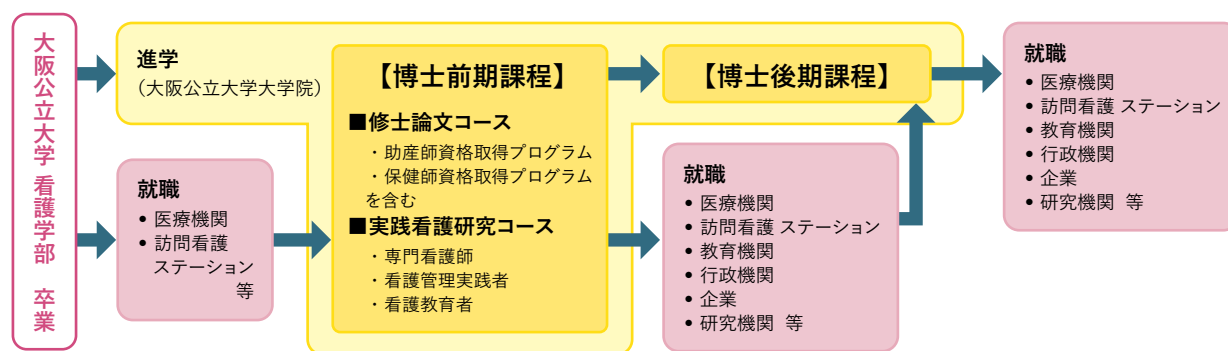 大阪公立大学 看護学部 卒業
進学
（大阪公立大学大学院）
就職
• 医療機関
• 訪問看護
ステーション
等
【博士前期課程】
■修士論文コース
・助産師資格取得プログラム
・保健師資格取得プログラム
を含む
■実践看護研究コース
・専門看護師
・看護管理実践者
・看護教育者
【博士後期課程】
就職
• 医療機関
• 訪問看護 ステーション
• 教育機関
• 行政機関
• 企業
• 研究機関 等
就職
• 医療機関
• 訪問看護 ステーション
• 教育機関
• 行政機関
• 企業
• 研究機関 等